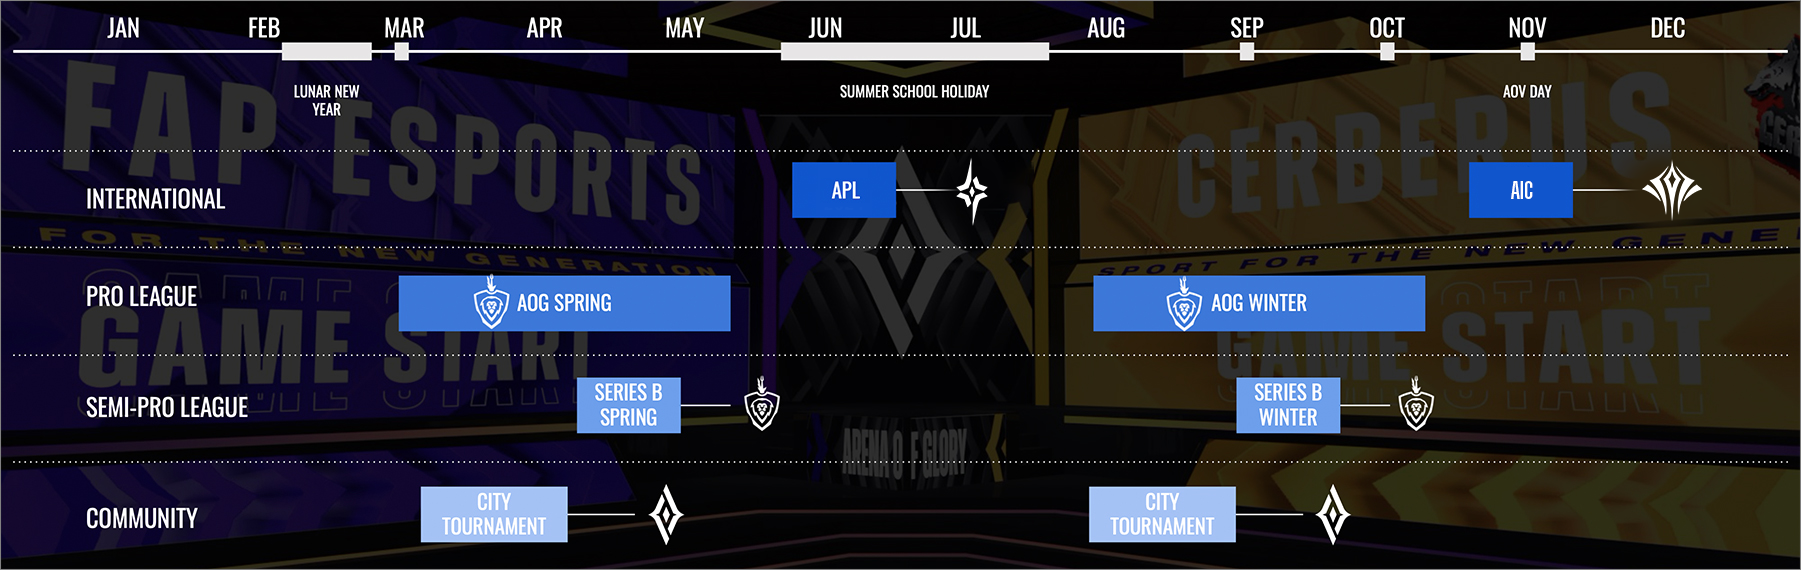 JAN FEB MAR APR MAY JUN JUL AUG SEP OCT NOV DEC
LUNAR NEW
YEAR
SUMMER SCHOOL HOLIDAY
AOV DAY
FAP ESPORTS
CERBERUS
INTERNATIONAL
APL
AIC
FOR THE NEW GENERATION
SPORT FOR THE NEW GENE
PRO LEAGUE
AOG SPRING
AOG WINTER
GAME START
GAME START
SEMI-PRO LEAGUE
SERIES B
SPRING
SERIES B
WINTER
ARENA OF GLORY
COMMUNITY
CITY
TOURNAMENT
CITY
TOURNAMENT